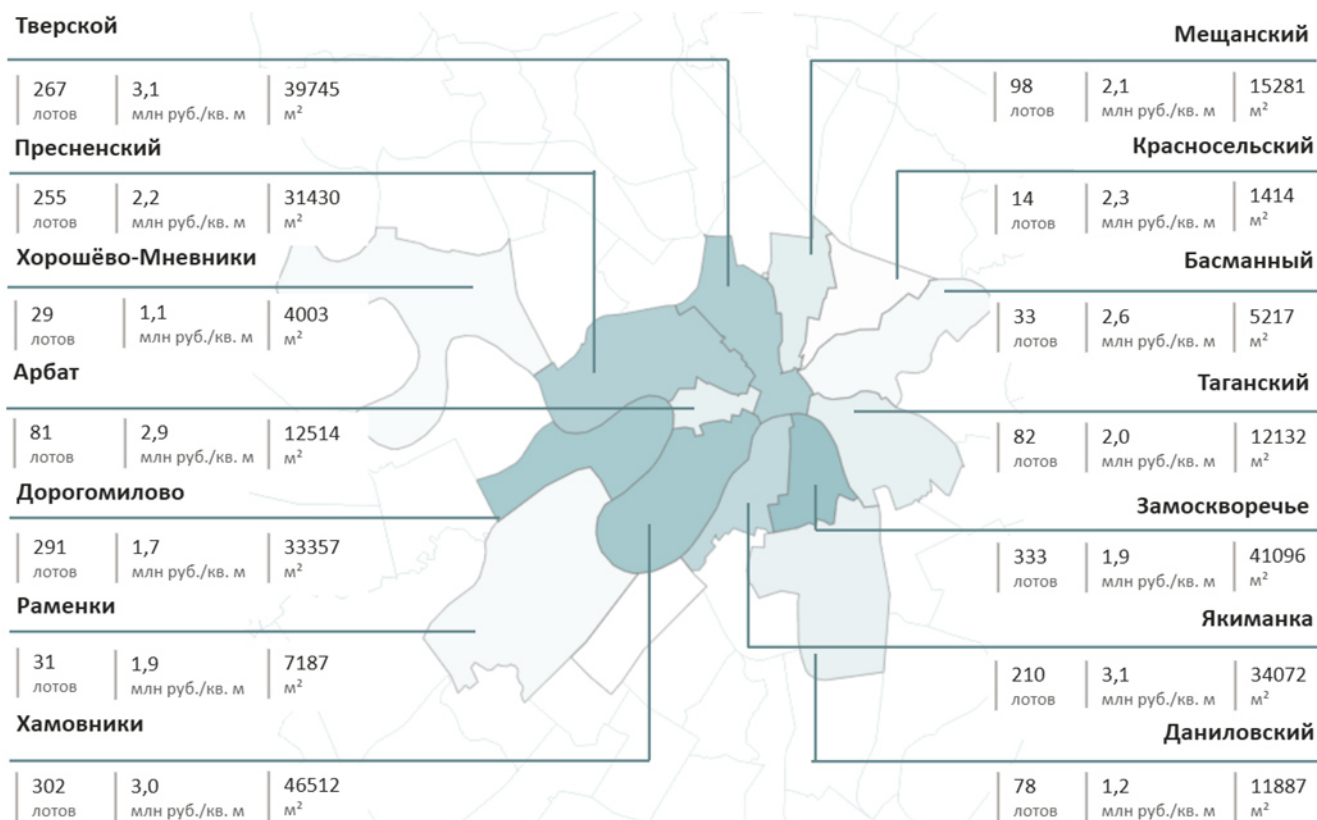 Тверской
267 3,1 39745
лотов млн руб./кв. м м²
Пресненский
255 2,2 31430
лотов млн руб./кв. м м²
Хорошёво-Мневники
29 1,1 4003
лотов млн руб./кв. м м²
Арбат
81 2,9 12514
лотов млн руб./кв. м м²
Дорогомилово
291 1,7 33357
лотов млн руб./кв. м м²
Раменки
31 1,9 7187
лотов млн руб./кв. м м²
Хамовники
302 3,0 46512
лотов млн руб./кв. м м²
Мещанский
98 2,1 15281
лотов млн руб./кв. м м²
Красносельский
14 2,3 1414
лотов млн руб./кв. м м²
Басманный
33 2,6 5217
лотов млн руб./кв. м м²
Таганский
82 2,0 12132
лотов млн руб./кв. м м²
Замоскворечье
333 1,9 41096
лотов млн руб./кв. м м²
Якиманка
210 3,1 34072
лотов млн руб./кв. м м²
Даниловский
78 1,2 11887
лотов млн руб./кв. м м²